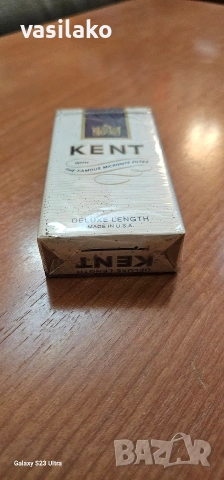 vasilako
KENT
WITH
THE FAMOUS MICRONITE FILTER
DELUXE LENGTH
MADE IN U.S.A.
DELUXE LENGTH
KENT
Galaxy S23 Ultra
BAZAR